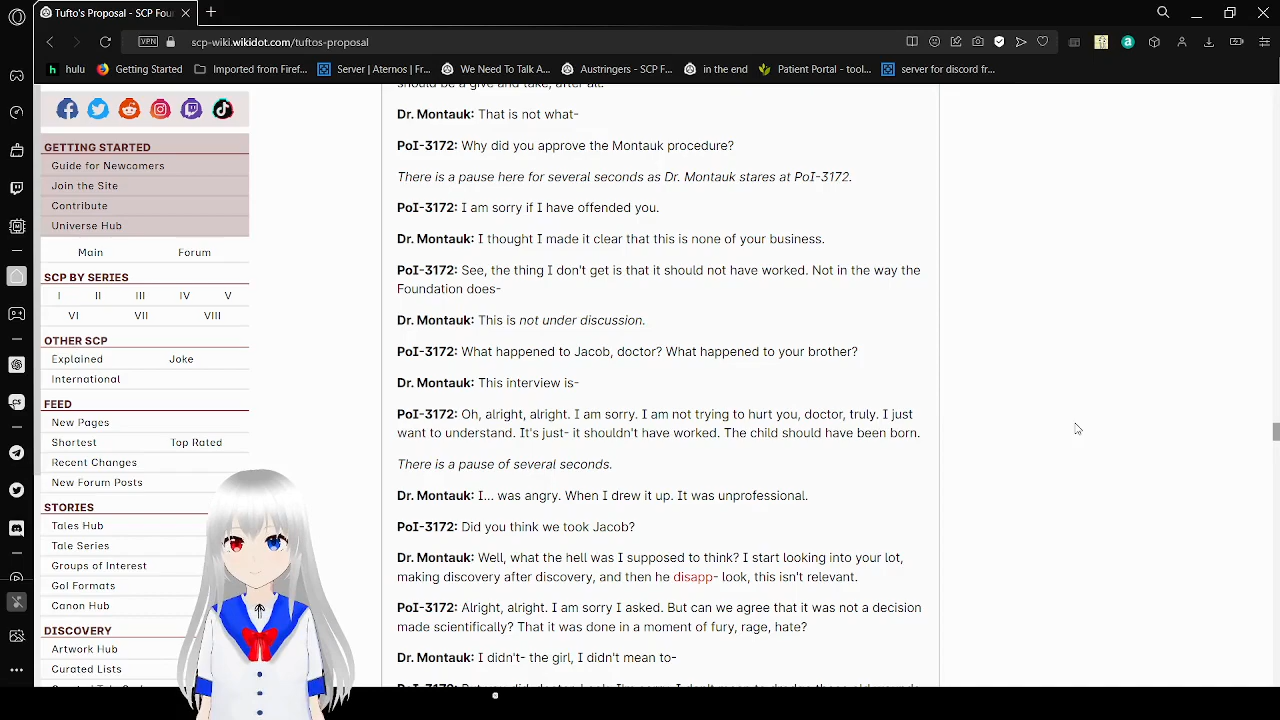 Tufto's Proposal - SCP Fou
VPN scp-wiki.wikidot.com/tuftos-proposal
hulu Getting Started Imported from Firef... Server | Aternos | Fr... We Need To Talk A... Austringers - SCP F... in the end Patient Portal - tool... server for discord fr...
GETTING STARTED
Guide for Newcomers
Join the Site
Contribute
Universe Hub
Main Forum
SCP BY SERIES
I II III IV V
VI VII VIII
OTHER SCP
Explained Joke
International
FEED
New Pages
Shortest Top Rated
Recent Changes
New Forum Posts
STORIES
Tales Hub
Tale Series
Groups of Interest
GoI Formats
Canon Hub
DISCOVERY
Artwork Hub
Curated Lists
should be a give and take, after all.
Dr. Montauk: That is not what-
PoI-3172: Why did you approve the Montauk procedure?
There is a pause here for several seconds as Dr. Montauk stares at PoI-3172.
PoI-3172: I am sorry if I have offended you.
Dr. Montauk: I thought I made it clear that this is none of your business.
PoI-3172: See, the thing I don't get is that it should not have worked. Not in the way the
Foundation does-
Dr. Montauk: This is not under discussion.
PoI-3172: What happened to Jacob, doctor? What happened to your brother?
Dr. Montauk: This interview is-
PoI-3172: Oh, alright, alright. I am sorry. I am not trying to hurt you, doctor, truly. I just
want to understand. It's just- it shouldn't have worked. The child should have been born.
There is a pause of several seconds.
Dr. Montauk: I... was angry. When I drew it up. It was unprofessional.
PoI-3172: Did you think we took Jacob?
Dr. Montauk: Well, what the hell was I supposed to think? I start looking into your lot,
making discovery after discovery, and then he disapp- look, this isn't relevant.
PoI-3172: Alright, alright. I am sorry I asked. But can we agree that it was not a decision
made scientifically? That it was done in a moment of fury, rage, hate?
Dr. Montauk: I didn't- the girl, I didn't mean to-